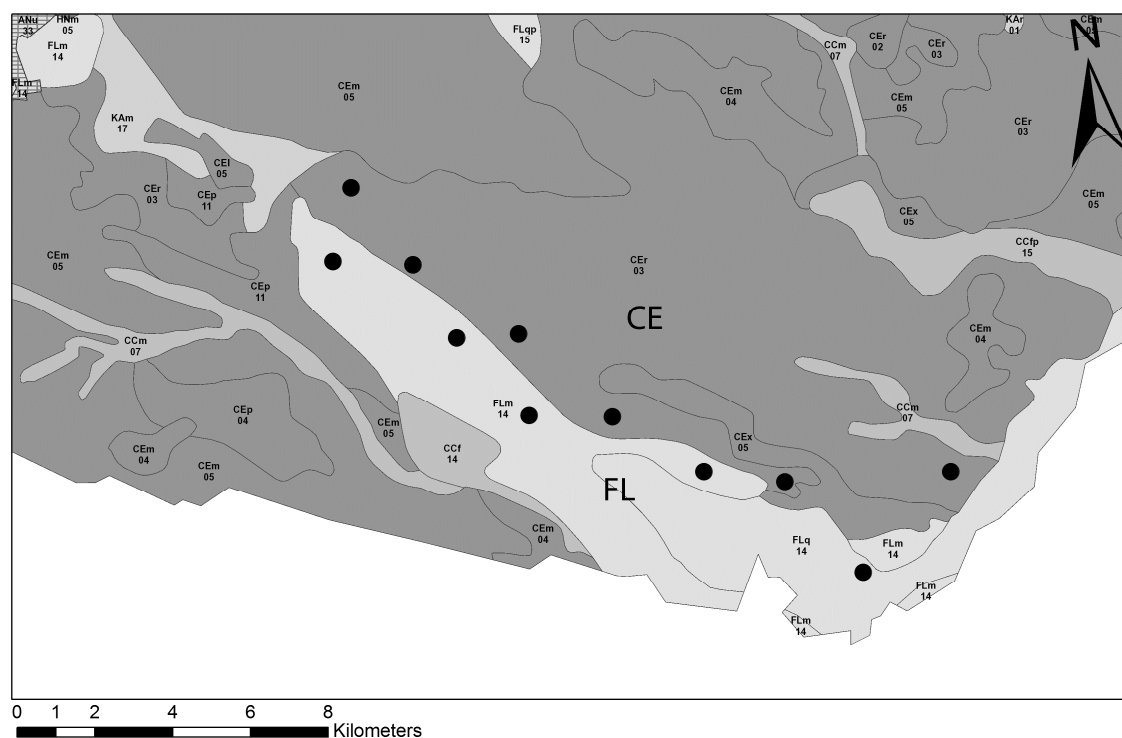 ANu
33
HNm
05
FLm
14
FLm
14
FLqp
15
KAr
01
CEm
05
N
CCm
07
CEr
02
CEr
03
CEm
05
CEm
04
CEm
05
CEr
03
KAm
17
CEl
05
CEr
03
CEp
11
CEm
05
CEx
05
CCfp
15
CEm
05
CEp
11
CEr
03
CE
CEm
04
CCm
07
CEp
04
CEm
05
FLm
14
CCm
07
CEx
05
CCf
14
CEm
04
CEm
05
FL
CEm
04
FLq
14
FLm
14
FLm
14
FLm
14
0 1 2 4 6 8
Kilometers